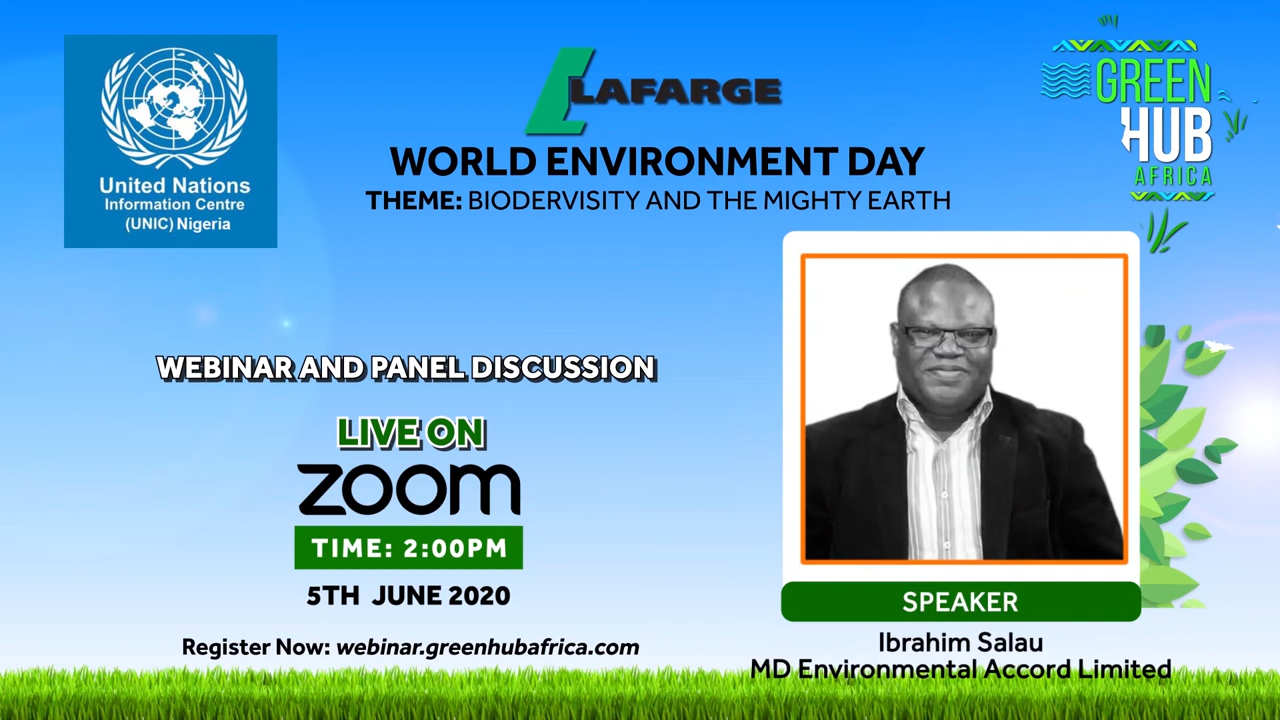 United Nations
Information Centre
(UNIC) Nigeria
LAFARGE
WORLD ENVIRONMENT DAY
THEME: BIODERVISITY AND THE MIGHTY EARTH
GREEN
HUB
AFRICA
WEBINAR AND PANEL DISCUSSION
LIVE ON
zoom
TIME: 2:00PM
5TH JUNE 2020
Register Now: webinar.greenhubafrica.com
SPEAKER
Ibrahim Salau
MD Environmental Accord Limited